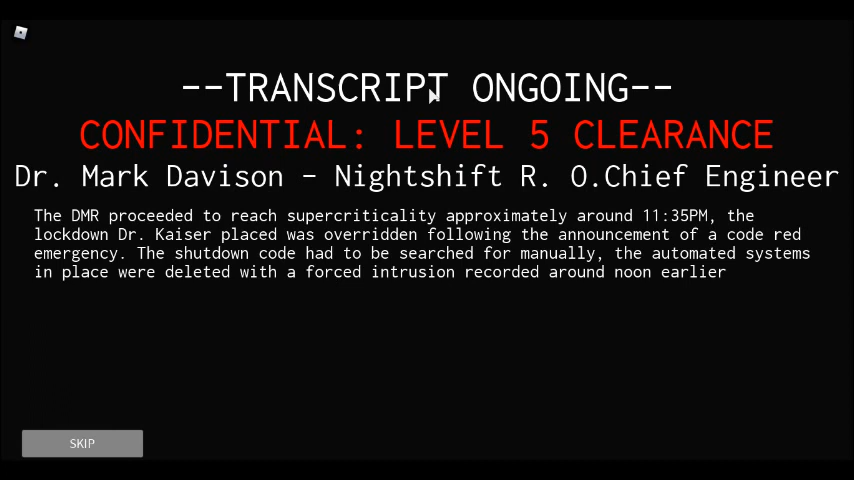 --TRANSCRIPT ONGOING--
CONFIDENTIAL: LEVEL 5 CLEARANCE
Dr. Mark Davison - Nightshift R. O.Chief Engineer
The DMR proceeded to reach supercriticality approximately around 11:35PM, the
lockdown Dr. Kaiser placed was overridden following the announcement of a code red
emergency. The shutdown code had to be searched for manually, the automated systems
in place were deleted with a forced intrusion recorded around noon earlier
SKIP